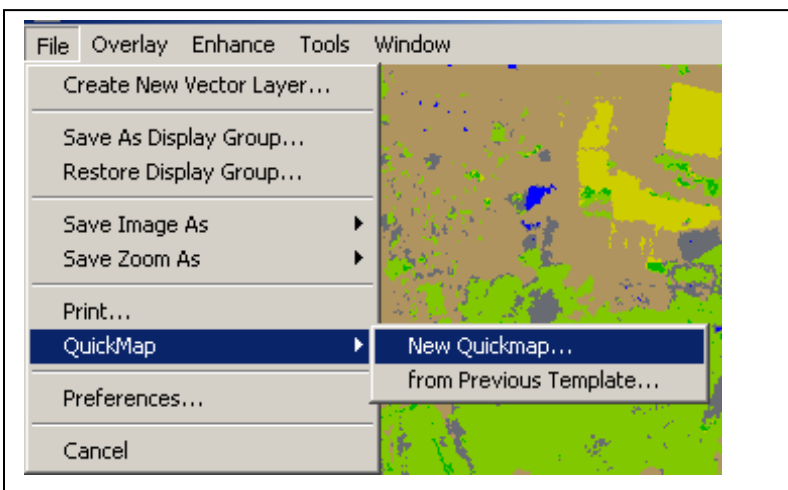 File Overlay Enhance Tools Window
Create New Vector Layer...
Save As Display Group...
Restore Display Group...
Save Image As
Save Zoom As
Print...
QuickMap
New Quickmap...
from Previous Template...
Preferences...
Cancel